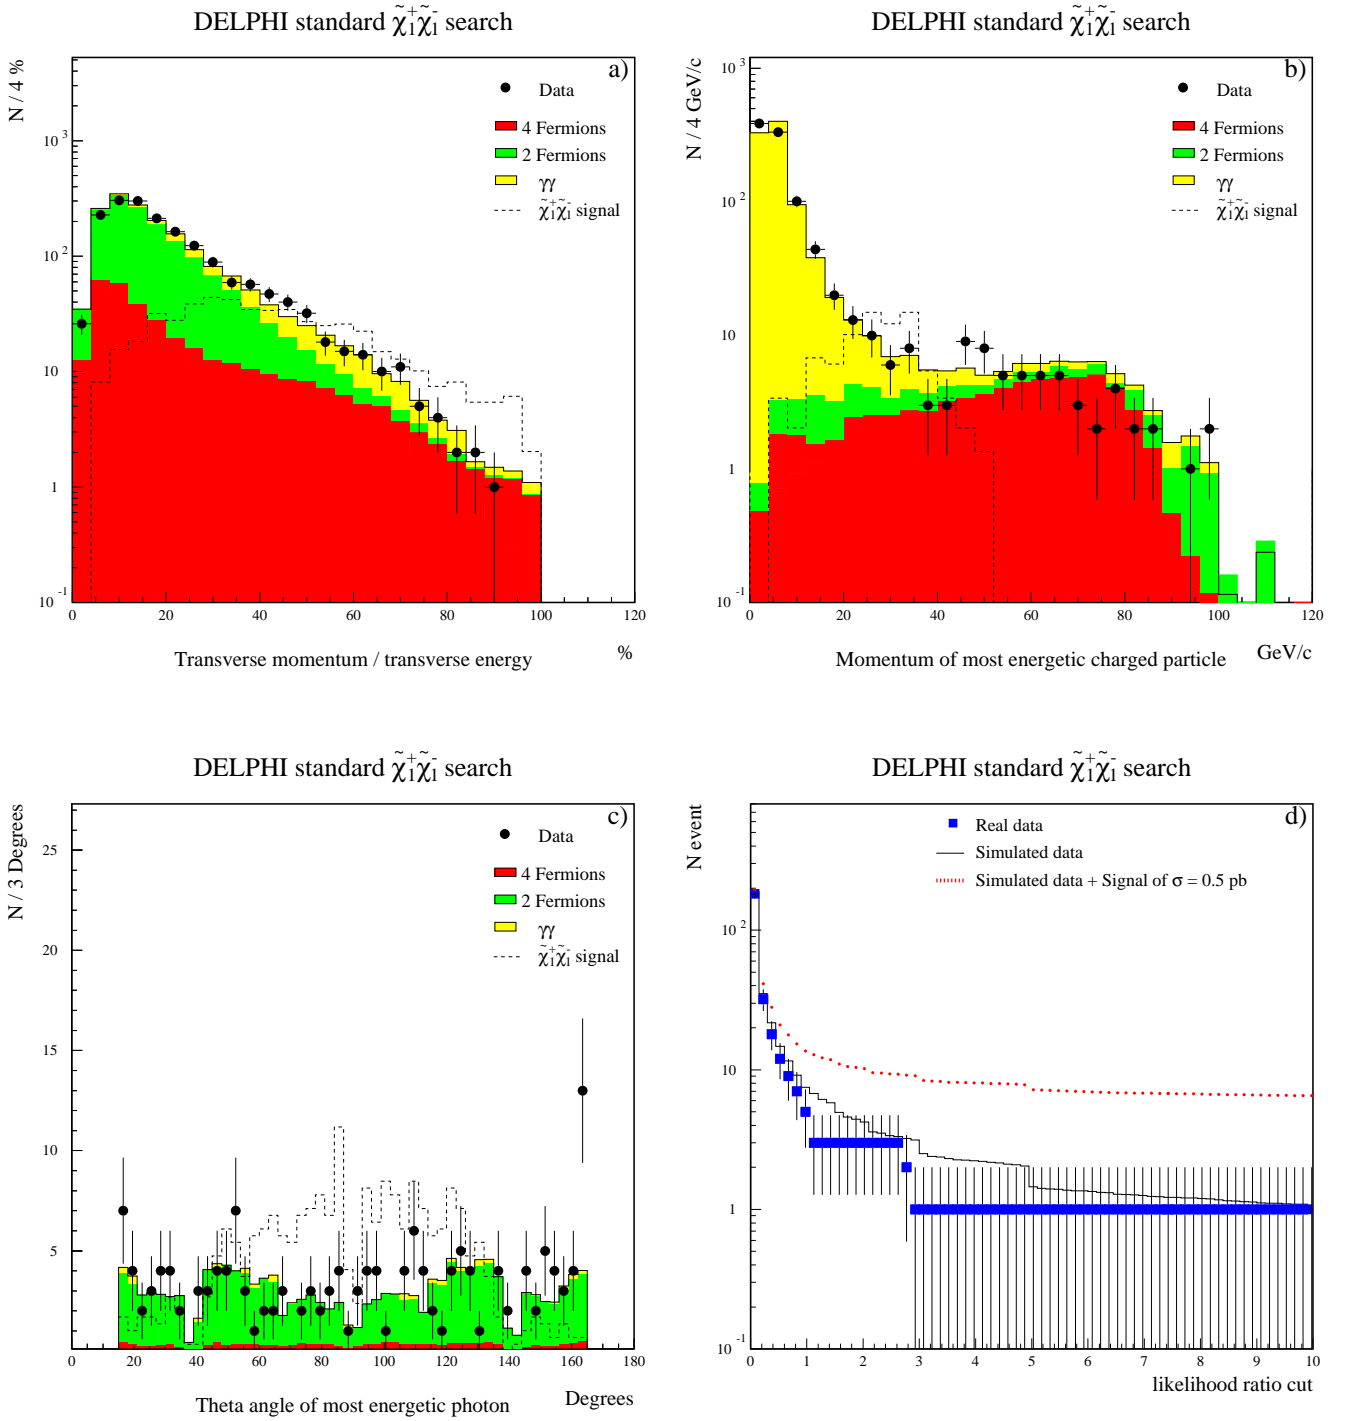 DELPHI standard χ̃₁⁺χ̃₁⁻ search
a)
N / 4 %
Data
4 Fermions
2 Fermions
γγ
χ̃₁⁺χ̃₁⁻ signal
10 ³
10 ²
10
1
10 ⁻¹
0 20 40 60 80 100 120
Transverse momentum / transverse energy %
DELPHI standard χ̃₁⁺χ̃₁⁻ search
b)
N / 4 GeV/c
Data
4 Fermions
2 Fermions
γγ
χ̃₁⁺χ̃₁⁻ signal
10 ³
10 ²
10
1
10 ⁻¹
0 20 40 60 80 100 120
Momentum of most energetic charged particle GeV/c
DELPHI standard χ̃₁⁺χ̃₁⁻ search
c)
N / 3 Degrees
Data
4 Fermions
2 Fermions
γγ
χ̃₁⁺χ̃₁⁻ signal
25
20
15
10
5
0 20 40 60 80 100 120 140 160 180
Theta angle of most energetic photon Degrees
DELPHI standard χ̃₁⁺χ̃₁⁻ search
d)
N event
Real data
Simulated data
Simulated data + Signal of σ = 0.5 pb
10 ²
10
1
10 ⁻¹
0 1 2 3 4 5 6 7 8 9 10
likelihood ratio cut